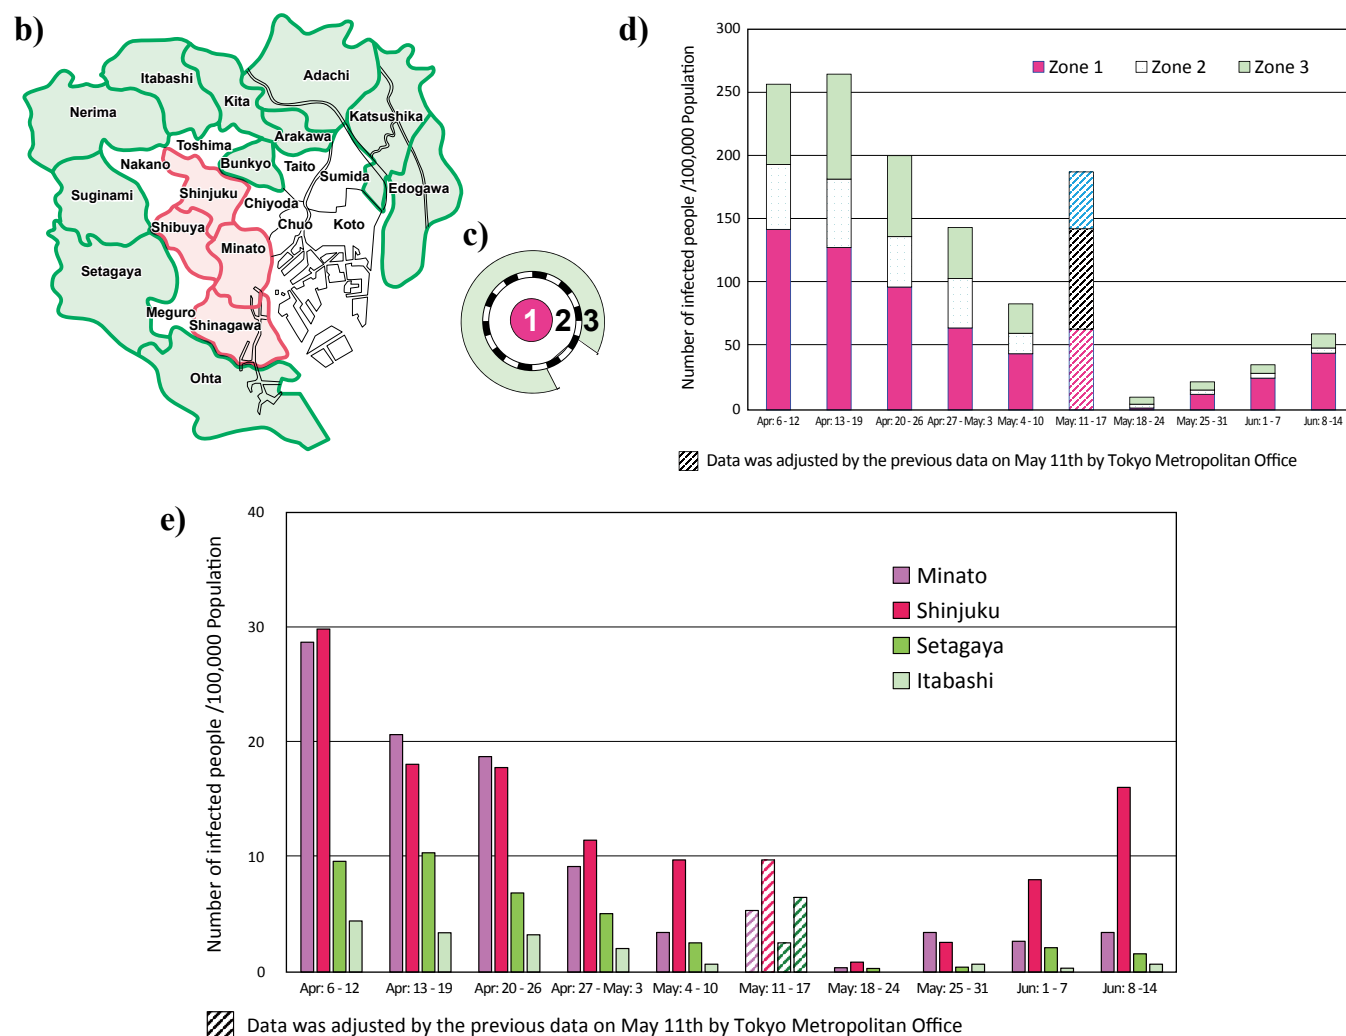 b)
Adachi
Itabashi
Kita
Nerima
Katsushika
Arakawa
Toshima
Bunkyo
Nakano
Taito
Sumida
Suginami
Shinjuku
Edogawa
Chiyoda
Shibuya
Chuo
Koto
Minato
Setagaya
Meguro
Shinagawa
Ohta
c)
1 2 3
d)
Number of infected people /100,000 Population
300
250
200
150
100
50
0
Zone 1 Zone 2 Zone 3
Apr: 6 - 12 Apr: 13 - 19 Apr: 20 - 26 Apr: 27 - May: 3 May: 4 - 10 May: 11 - 17 May: 18 - 24 May: 25 - 31 Jun: 1 - 7 Jun: 8 -14
Data was adjusted by the previous data on May 11th by Tokyo Metropolitan Office
e)
Number of infected people /100,000 Population
40
30
20
10
0
Minato
Shinjuku
Setagaya
Itabashi
Apr: 6 - 12 Apr: 13 - 19 Apr: 20 - 26 Apr: 27 - May: 3 May: 4 - 10 May: 11 - 17 May: 18 - 24 May: 25 - 31 Jun: 1 - 7 Jun: 8 -14
Data was adjusted by the previous data on May 11th by Tokyo Metropolitan Office